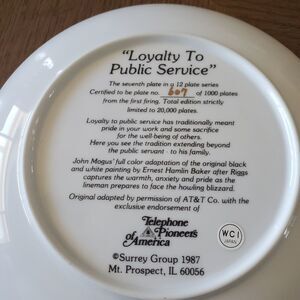 "Loyalty To
Public Service"
The seventh plate in a 12 plate series
Certified to be plate no. 607 of 1000 plates
from the first firing. Total edition strictly
limited to 20,000 plates.
Loyalty to public service has traditionally meant
pride in your work and some sacrifice
for the well-being of others.
Here you see the tradition extending beyond
the public servant to his family.
John Mogus' full color adaptation of the original black
and white painting by Ernest Hamlin Baker after Riggs
captures the warmth, anxiety and pride as the
lineman prepares to face the howling blizzard.
Original adapted by permission of AT&T Co. with the
exclusive endorsement of
Telephone
Pioneers
of America
WCI
JAPAN
©Surrey Group 1987
Mt. Prospect, IL 60056